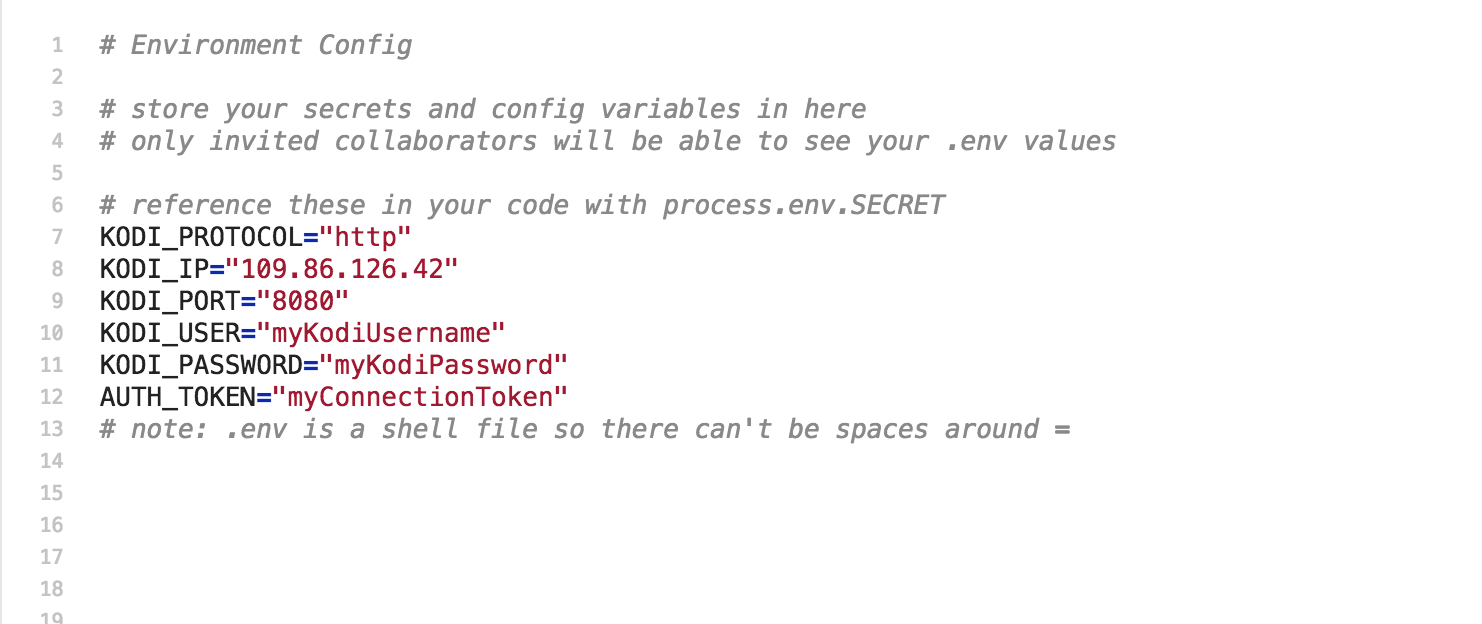 1 # Environment Config
2
3 # store your secrets and config variables in here
4 # only invited collaborators will be able to see your .env values
5
6 # reference these in your code with process.env.SECRET
7 KODI_PROTOCOL="http"
8 KODI_IP="109.86.126.42"
9 KODI_PORT="8080"
10 KODI_USER="myKodiUsername"
11 KODI_PASSWORD="myKodiPassword"
12 AUTH_TOKEN="myConnectionToken"
13 # note: .env is a shell file so there can't be spaces around =
14
15
16
17
18
19